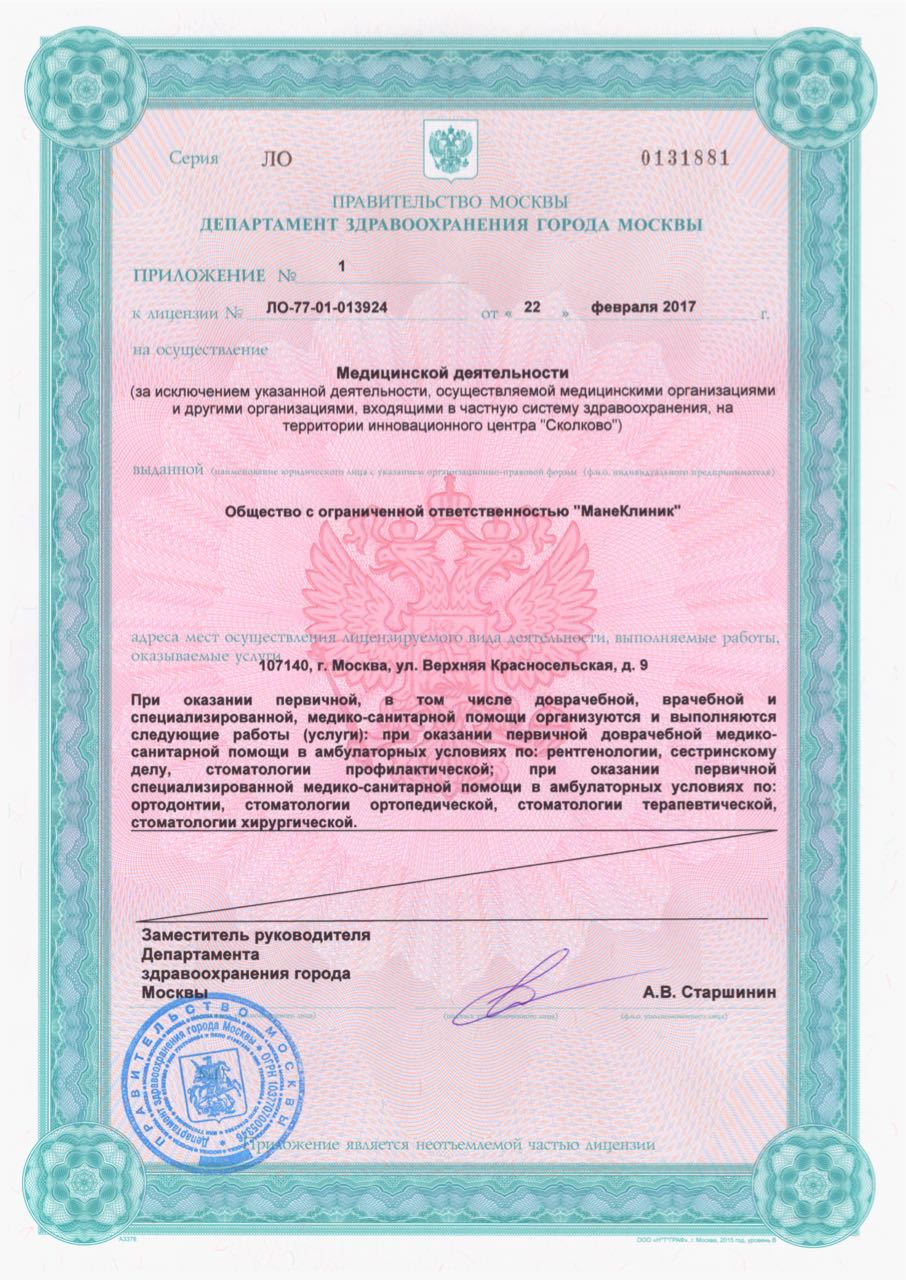 Серия ЛО 0131881
ПРАВИТЕЛЬСТВО МОСКВЫ
ДЕПАРТАМЕНТ ЗДРАВООХРАНЕНИЯ ГОРОДА МОСКВЫ
ПРИЛОЖЕНИЕ № 1
к лицензии № ЛО-77-01-013924 от « 22 » февраля 2017 г.
на осуществление
Медицинской деятельности
(за исключением указанной деятельности, осуществляемой медицинскими организациями
и другими организациями, входящими в частную систему здравоохранения, на
территории инновационного центра "Сколково")
выданной (наименование юридического лица с указанием организационно-правовой формы (ф.и.о. индивидуального предпринимателя)
Общество с ограниченной ответственностью "МанеКлиник"
адреса мест осуществления лицензируемого вида деятельности, выполняемые работы,
оказываемые услуги
107140, г. Москва, ул. Верхняя Красносельская, д. 9
При оказании первичной, в том числе доврачебной, врачебной и
специализированной, медико-санитарной помощи организуются и выполняются
следующие работы (услуги): при оказании первичной доврачебной медико-
санитарной помощи в амбулаторных условиях по: рентгенологии, сестринскому
делу, стоматологии профилактической; при оказании первичной
специализированной медико-санитарной помощи в амбулаторных условиях по:
ортодонтии, стоматологии ортопедической, стоматологии терапевтической,
стоматологии хирургической.
Заместитель руководителя
Департамента
здравоохранения города
Москвы А.В. Старшинин
(подпись уполномоченного лица) (ф.и.о. уполномоченного лица)
ПРАВИТЕЛЬСТВО МОСКВЫ
Департамент здравоохранения города Москвы • ОГРН 1037707005346
Приложение является неотъемлемой частью лицензии
А3376 ООО «Н"Т"ГРАФ», г. Москва, 2015 год, уровень В